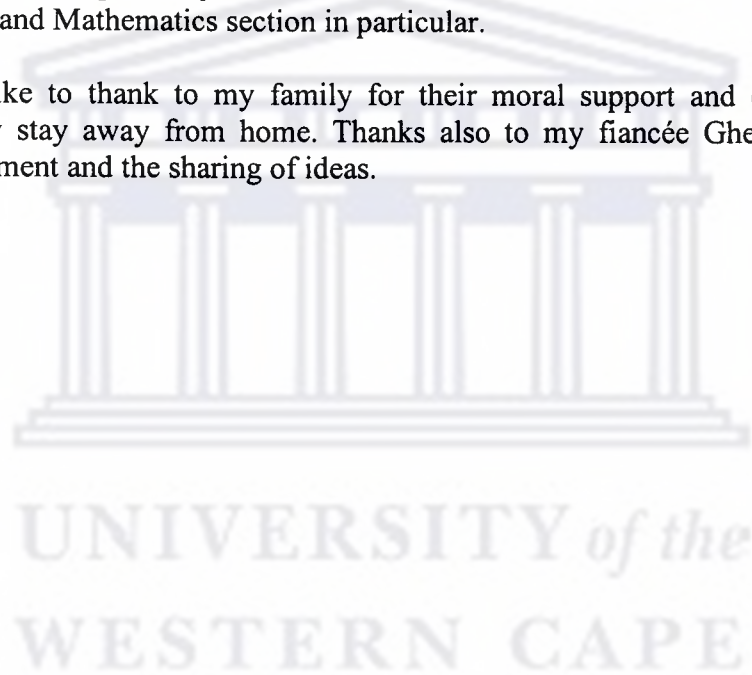 and Mathematics section in particular.
ke to thank to my family for their moral support and
stay away from home. Thanks also to my fiancée Ghe
ment and the sharing of ideas.
UNIVERSITY of the
WESTERN CAPE